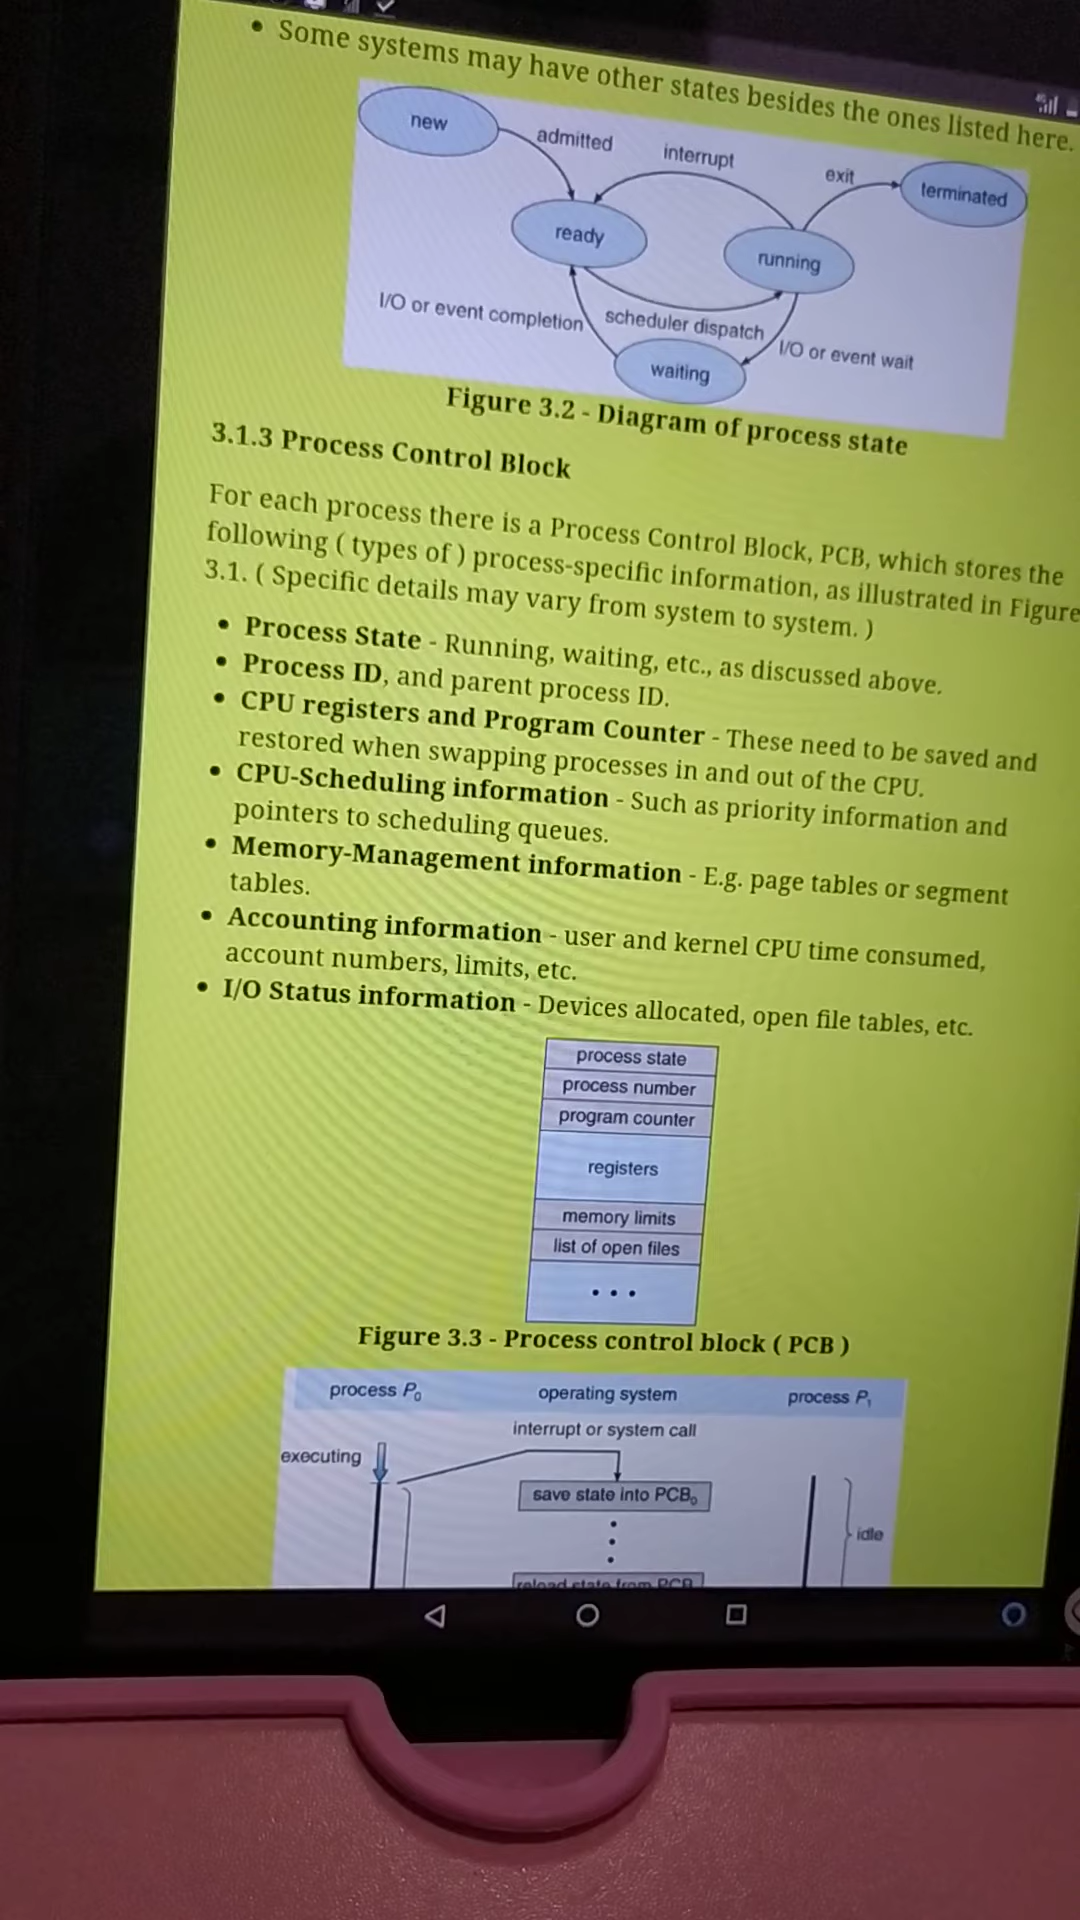 • Some systems may have other states besides the ones listed here.
new
admitted
interrupt
exit
terminated
ready
running
I/O or event completion
scheduler dispatch
I/O or event wait
waiting
Figure 3.2 - Diagram of process state
3.1.3 Process Control Block
For each process there is a Process Control Block, PCB, which stores the
following ( types of ) process-specific information, as illustrated in Figure
3.1. ( Specific details may vary from system to system. )
• Process State - Running, waiting, etc., as discussed above.
• Process ID, and parent process ID.
• CPU registers and Program Counter - These need to be saved and
restored when swapping processes in and out of the CPU.
• CPU-Scheduling information - Such as priority information and
pointers to scheduling queues.
• Memory-Management information - E.g. page tables or segment
tables.
• Accounting information - user and kernel CPU time consumed,
account numbers, limits, etc.
• I/O Status information - Devices allocated, open file tables, etc.
process state
process number
program counter
registers
memory limits
list of open files
• • •
Figure 3.3 - Process control block ( PCB )
process P₀
operating system
process P₁
interrupt or system call
executing
save state into PCB₀
idle
reload state from PCB